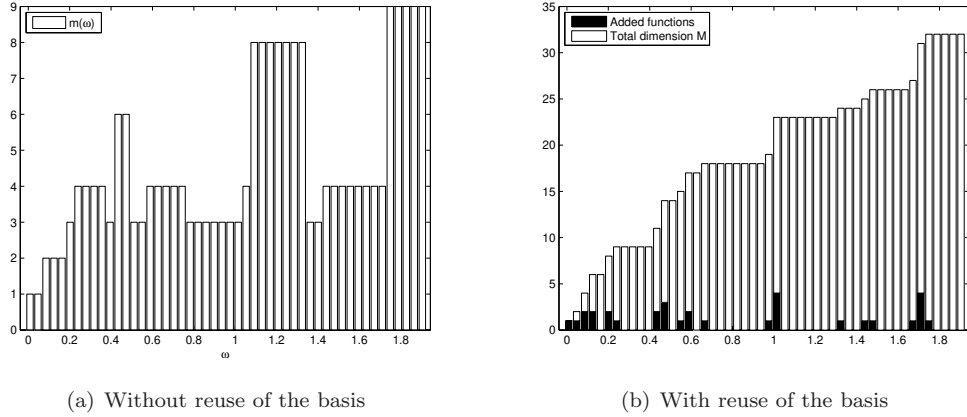 9
8
7
6
5
4
3
2
1
0
m(ω)
0 0.2 0.4 0.6 0.8 1 1.2 1.4 1.6 1.8
ω
(a) Without reuse of the basis
35
30
25
20
15
10
5
0
Added functions
Total dimension M
0 0.2 0.4 0.6 0.8 1 1.2 1.4 1.6 1.8
(b) With reuse of the basis